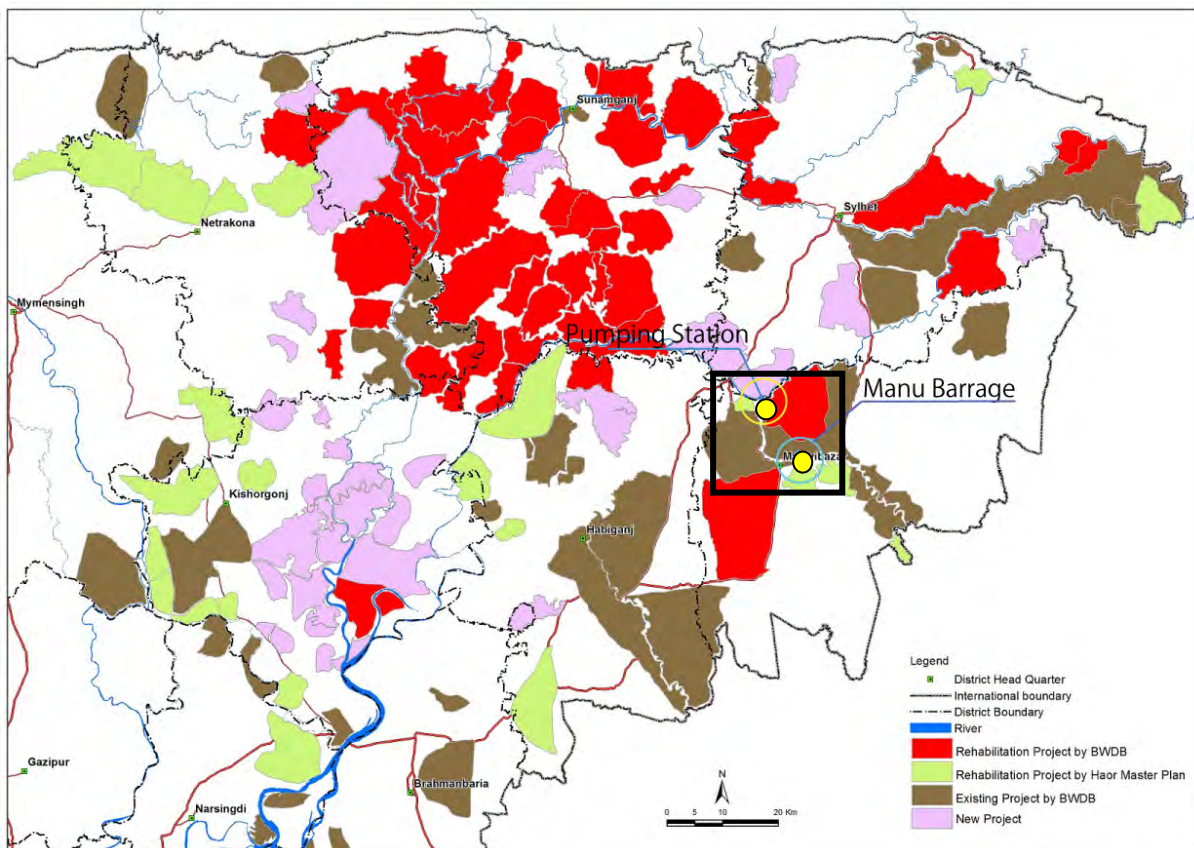 Sunamganj
Sylhet
Netrakona
Mymensingh
Pumping Station
Manu Barrage
Kishorgonj
Habiganj
Legend
District Head Quarter
International boundary
District Boundary
River
Rehabilitation Project by BWDB
Rehabilitation Project by Haor Master Plan
Existing Project by BWDB
New Project
Gazipur
Brahmanbaria
Narsingdi
N
0 5 10 20 Km